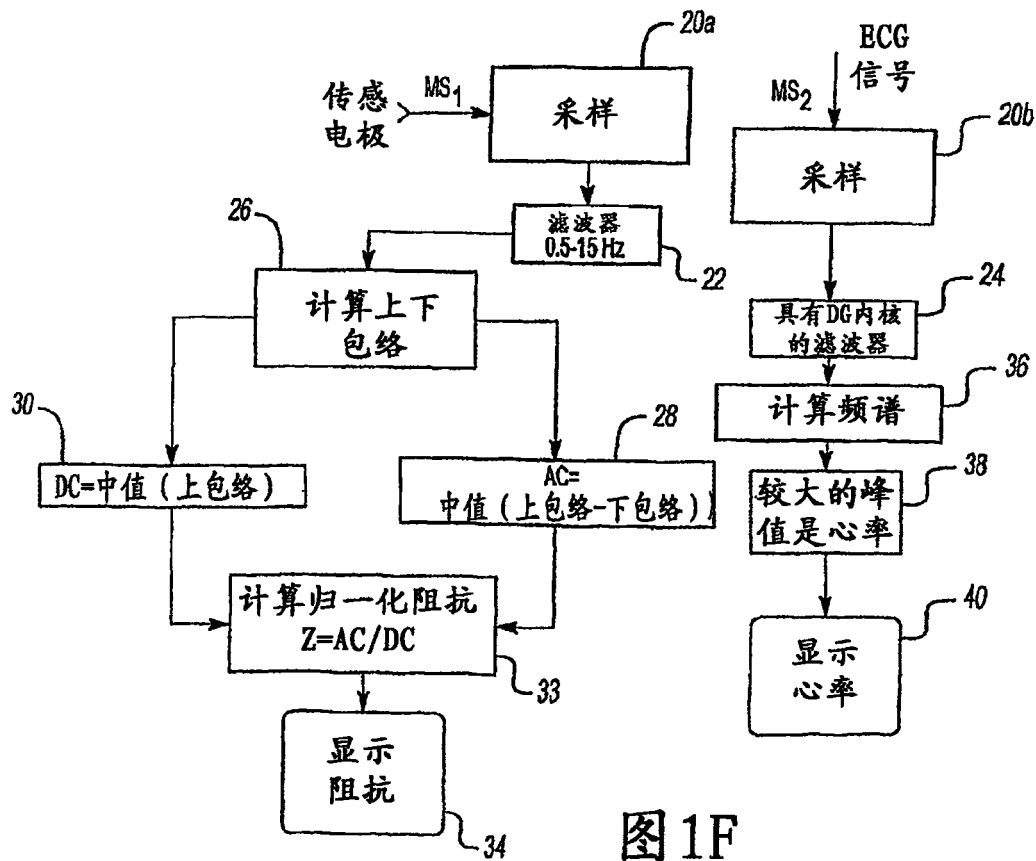 20a
ECG
信号
传感
电极
MS1
采样
MS2
20b
采样
26
滤波器
0.5-15Hz
22
计算上下
包络
24
具有DG内核
的滤波器
36
计算频谱
30
28
DC=中值（上包络）
AC=
中值（上包络-下包络））
38
较大的峰
值是心率
计算归一化阻抗
Z=AC/DC
33
40
显示
心率
显示
阻抗
34
图1F